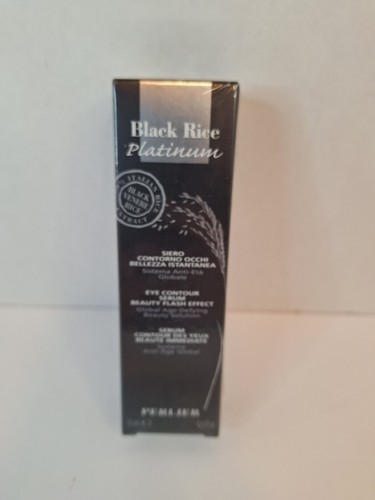 Black Rice
Platinum
ITALIAN RICE
BLACK
VENERE
RICE
EXTRACT
SIERO
CONTORNO OCCHI
BELLEZZA ISTANTANEA
Sistema Anti-Età
Globale
EYE CONTOUR
SERUM
BEAUTY FLASH EFFECT
Global Age-Defying
Beauty Solution
SERUM
CONTOUR DES YEUX
BEAUTE IMMEDIATE
Système
Anti-Age Global
PERLIER